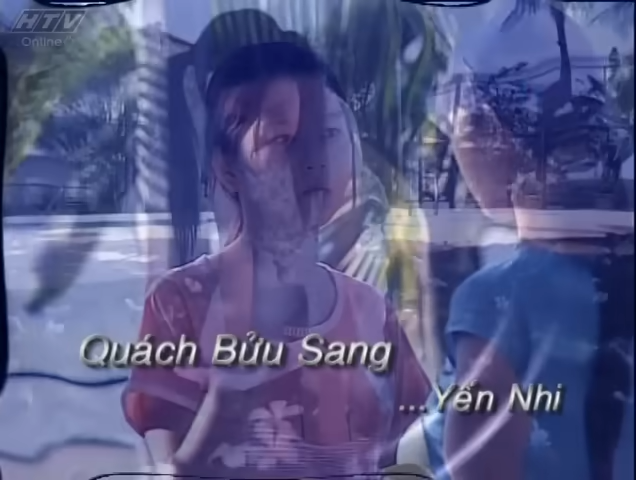 HTV
Online
Quách Bửu Sang
...Yến Nhi